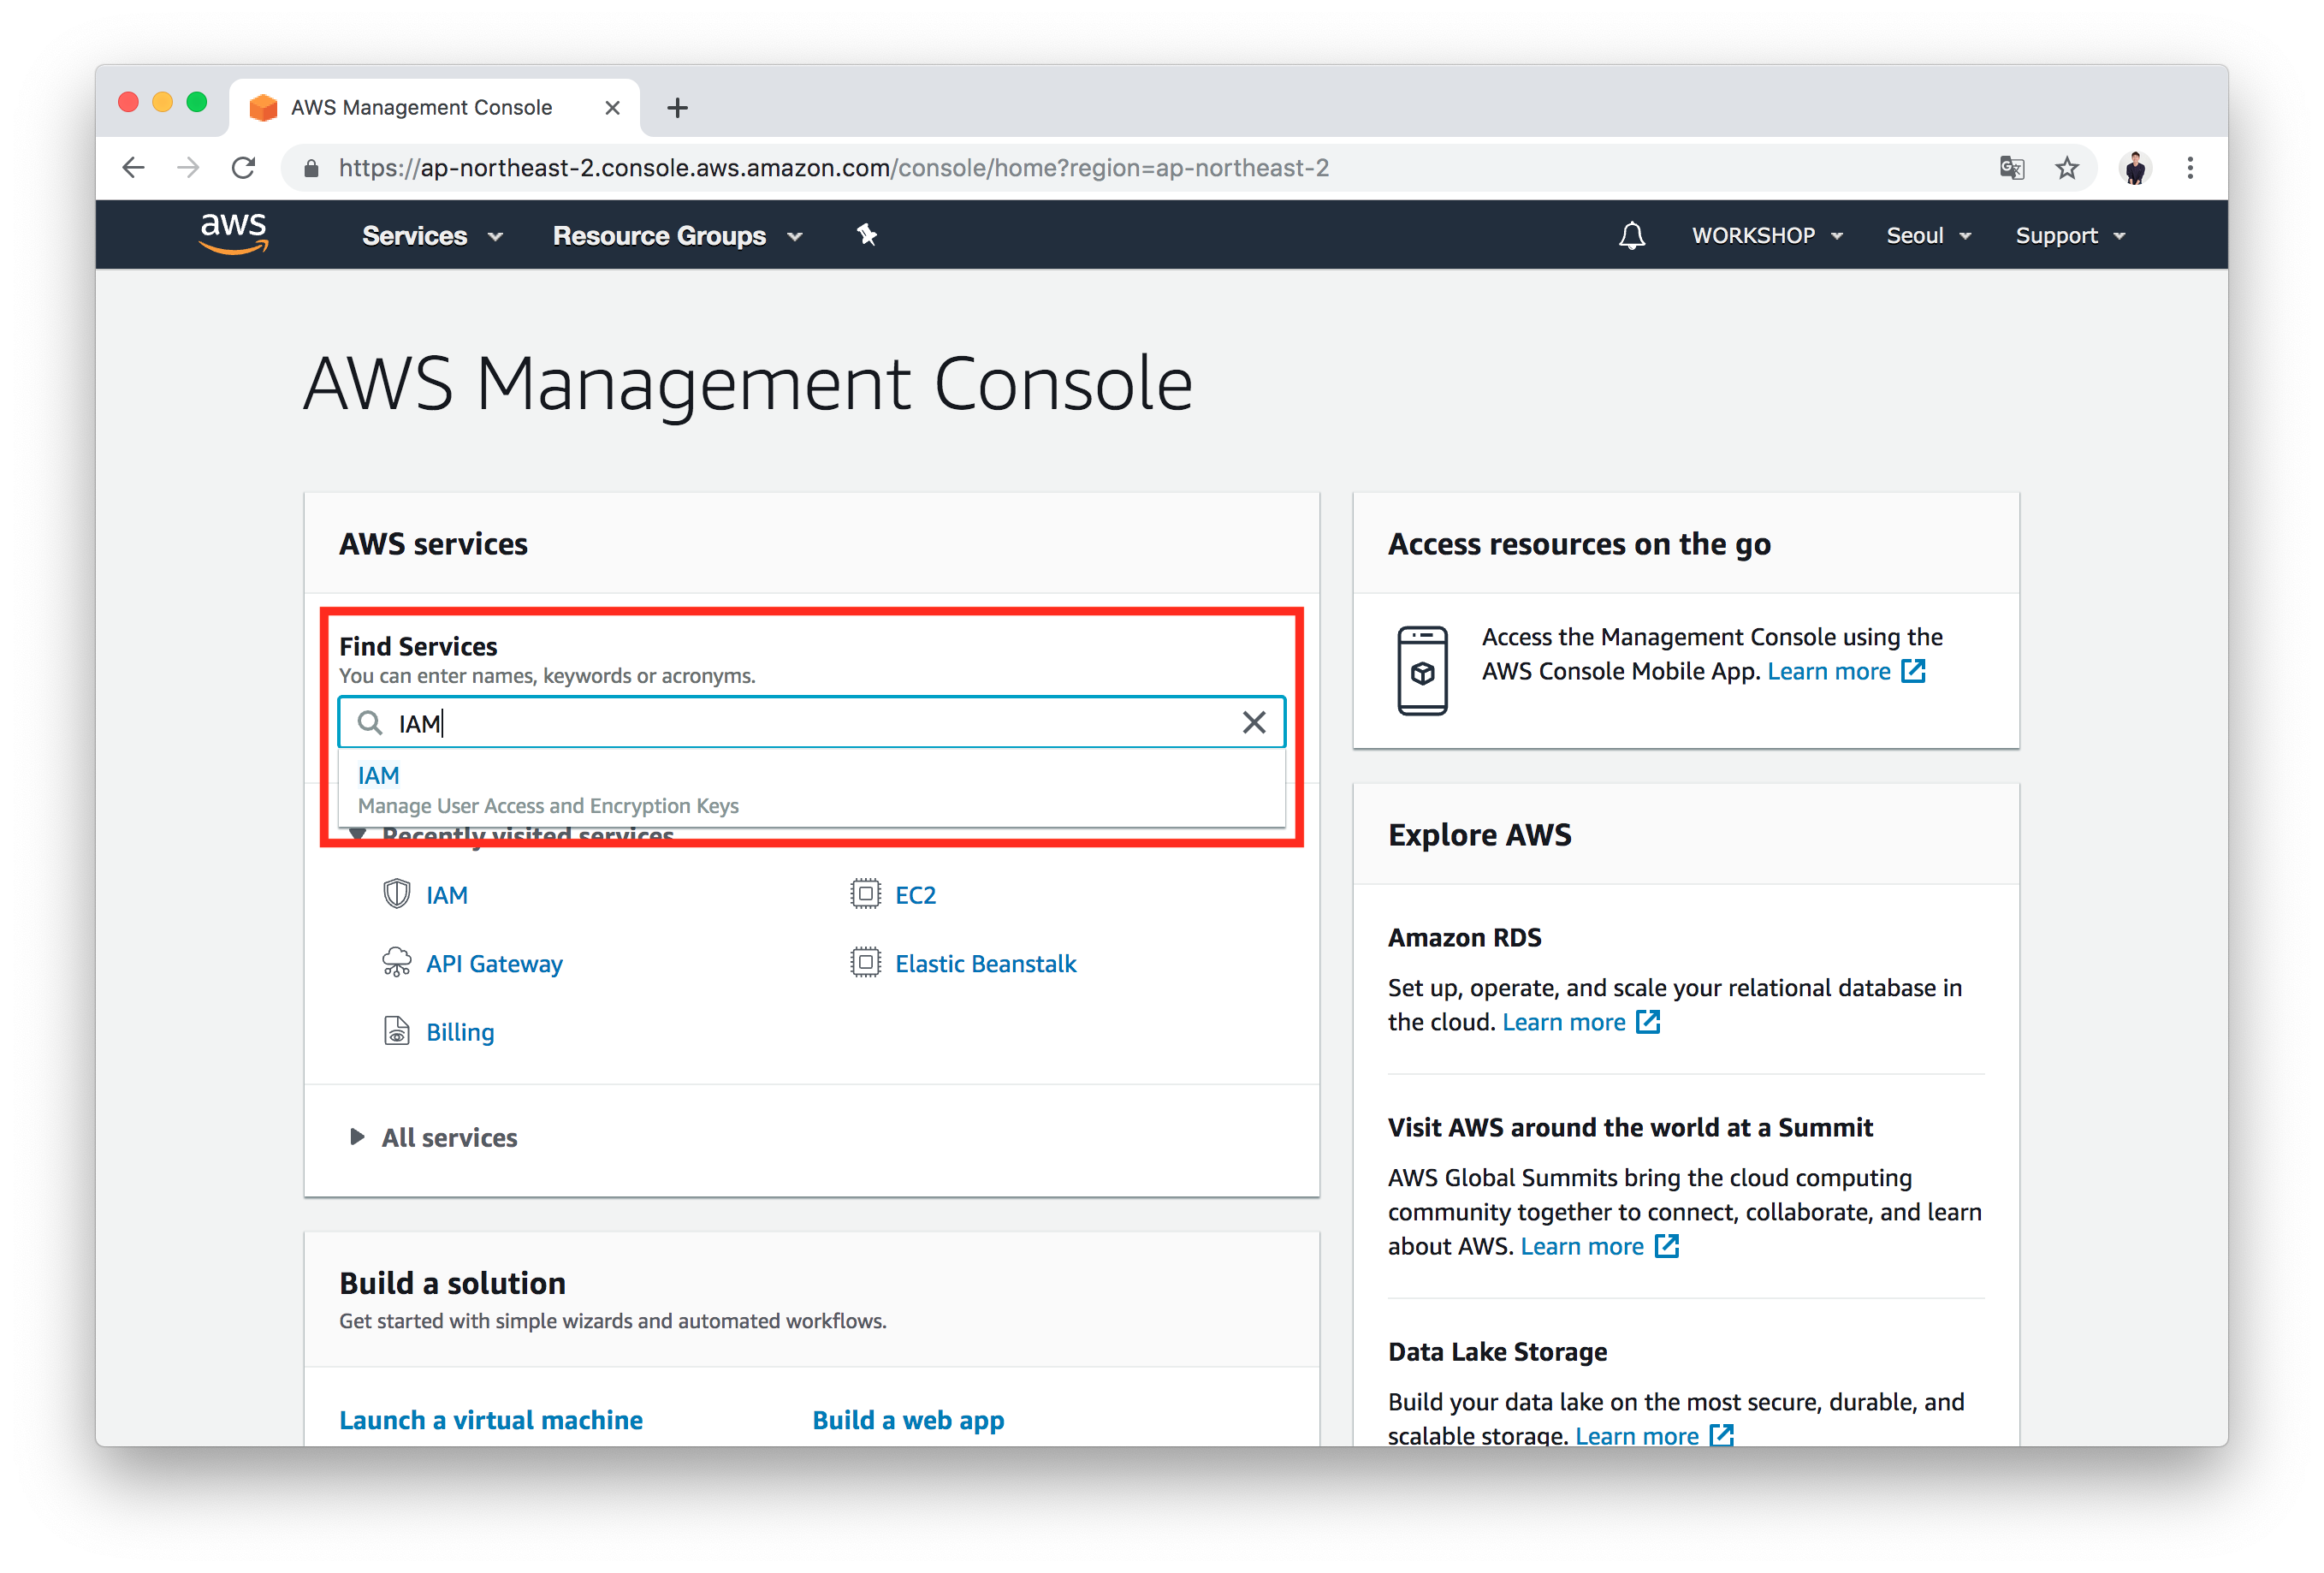 AWS Management Console
https://ap-northeast-2.console.aws.amazon.com/console/home?region=ap-northeast-2
aws
Services
Resource Groups
WORKSHOP
Seoul
Support
AWS Management Console
AWS services
Find Services
You can enter names, keywords or acronyms.
IAM
IAM
Manage User Access and Encryption Keys
Recently visited services
IAM
EC2
API Gateway
Elastic Beanstalk
Billing
All services
Build a solution
Get started with simple wizards and automated workflows.
Launch a virtual machine
Build a web app
Access resources on the go
Access the Management Console using the
AWS Console Mobile App. Learn more
Explore AWS
Amazon RDS
Set up, operate, and scale your relational database in
the cloud. Learn more
Visit AWS around the world at a Summit
AWS Global Summits bring the cloud computing
community together to connect, collaborate, and learn
about AWS. Learn more
Data Lake Storage
Build your data lake on the most secure, durable, and
scalable storage. Learn more